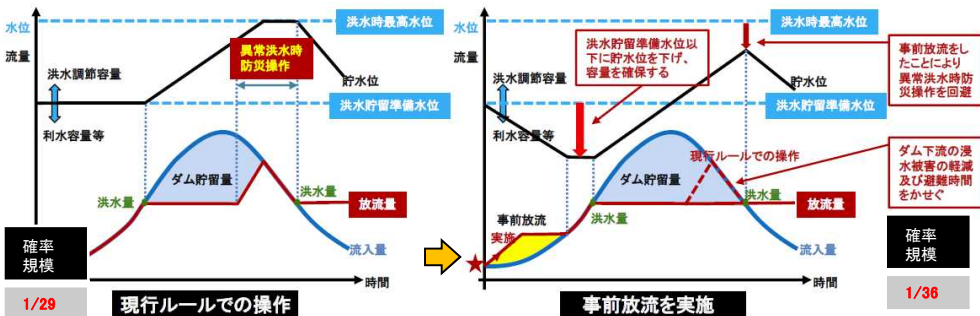 水位
流量
洪水時最高水位
異常洪水時
防災操作
洪水調節容量
貯水位
洪水貯留準備水位
利水容量等
ダム貯留量
洪水量
洪水量
放流量
流入量
時間
確率
規模
1/29
現行ルールでの操作
水位
流量
洪水時最高水位
洪水貯留準備水位以
下に貯水位を下げ、
容量を確保する
事前放流をし
たことにより
異常洪水時防
災操作を回避
洪水調節容量
貯水位
洪水貯留準備水位
利水容量等
現行ルールでの操作
ダム貯留量
ダム下流の浸
水被害の軽減
及び避難時間
をかせぐ
洪水量
洪水量
放流量
事前放流
実施
流入量
時間
確率
規模
1/36
事前放流を実施